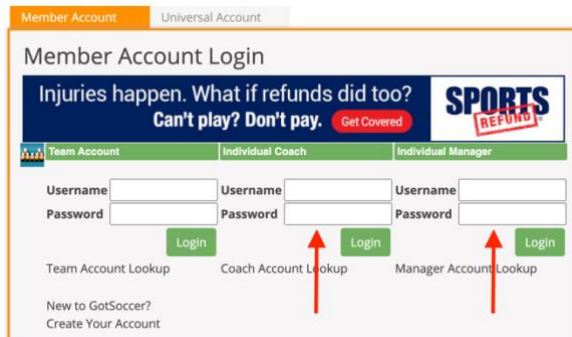 Member Account Universal Account
Member Account Login
Injuries happen. What if refunds did too?
Can't play? Don't pay. Get Covered
SPORTS
REFUND
Team Account Individual Coach Individual Manager
Username Username Username
Password Password Password
Login Login Login
Team Account Lookup Coach Account Lookup Manager Account Lookup
New to GotSoccer?
Create Your Account